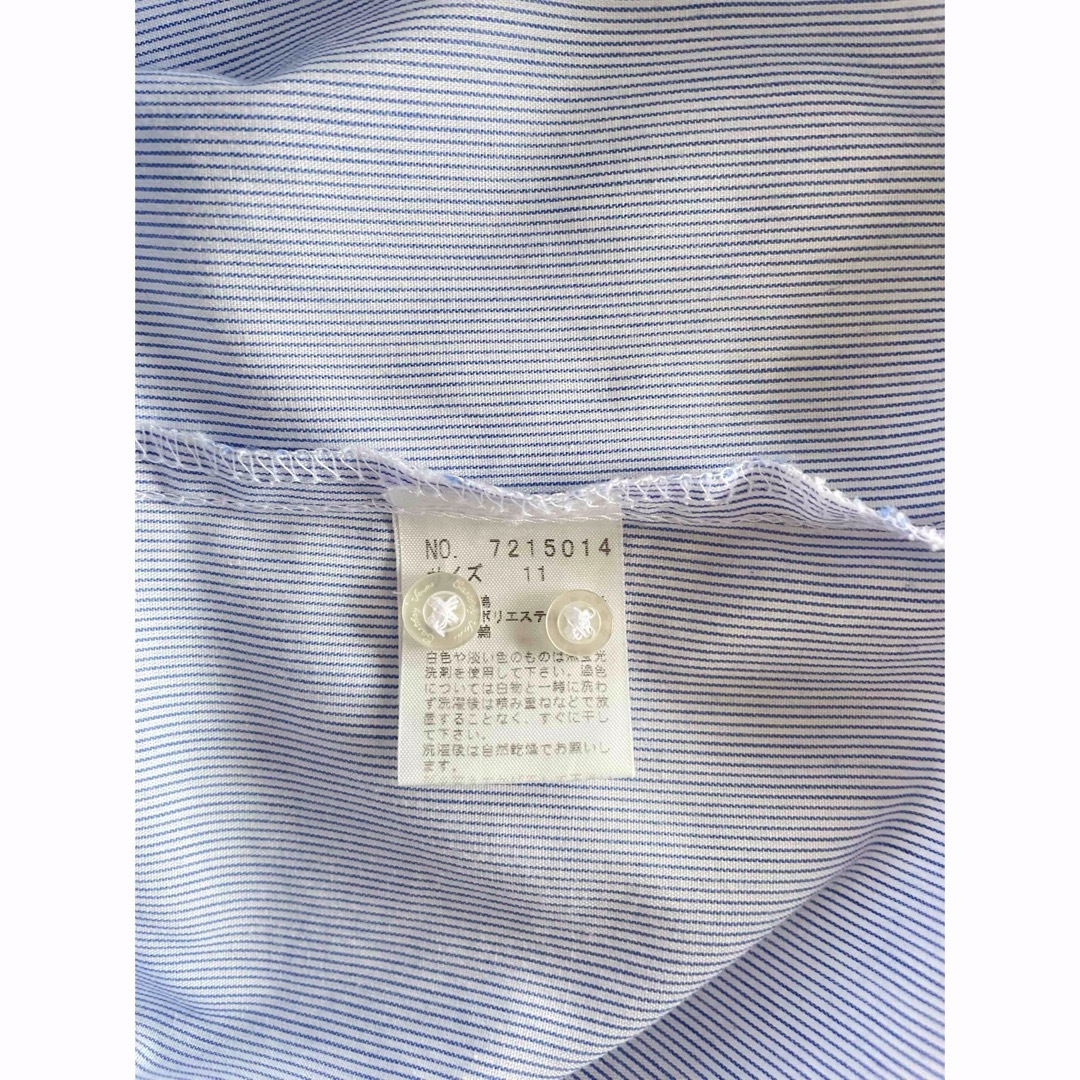 NO. 7215014
サイズ 11
綿
ポリエステ
綿
白色や淡い色のものは無蛍光
洗剤を使用して下さい。濃色
については白物と一緒に洗わ
ず洗濯後は積み重ねなどで放
置することなく、すぐに干し
て下さい。
洗濯後は自然乾燥でお願いし
ます。